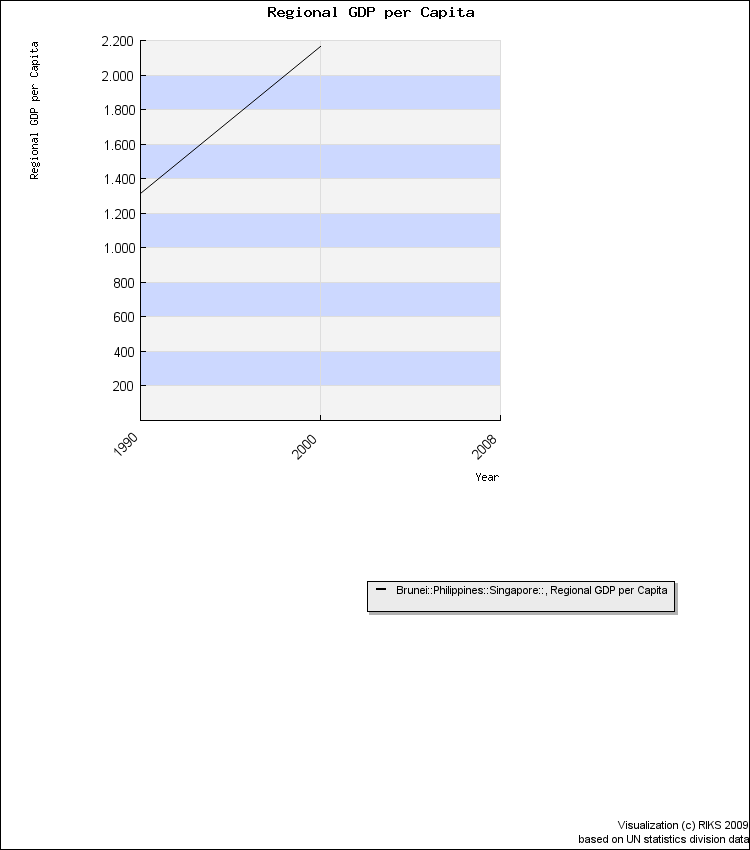 Regional GDP per Capita
Regional GDP per Capita
2.200
2.000
1.800
1.600
1.400
1.200
1.000
800
600
400
200
1990
2000
2008
Year
Brunei::Philippines::Singapore::, Regional GDP per Capita
Visualization (c) RIKS 2009
based on UN statistics division data